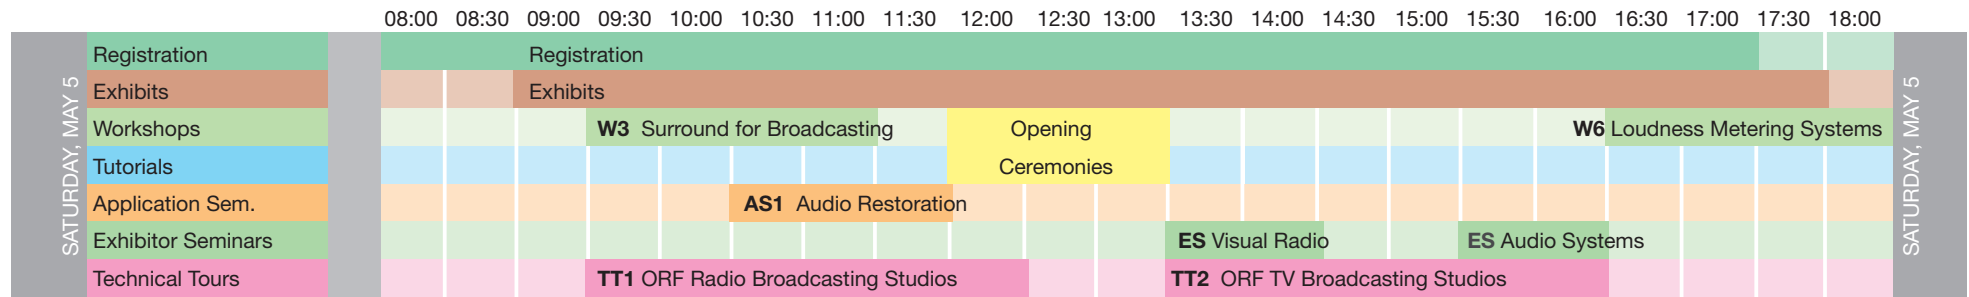 08:00 08:30 09:00 09:30 10:00 10:30 11:00 11:30 12:00 12:30 13:00 13:30 14:00 14:30 15:00 15:30 16:00 16:30 17:00 17:30 18:00
SATURDAY, MAY 5
Registration Registration
Exhibits Exhibits
Workshops W3 Surround for Broadcasting Opening W6 Loudness Metering Systems
Tutorials Ceremonies
Application Sem. AS1 Audio Restoration
Exhibitor Seminars ES Visual Radio ES Audio Systems
Technical Tours TT1 ORF Radio Broadcasting Studios TT2 ORF TV Broadcasting Studios
SATURDAY, MAY 5